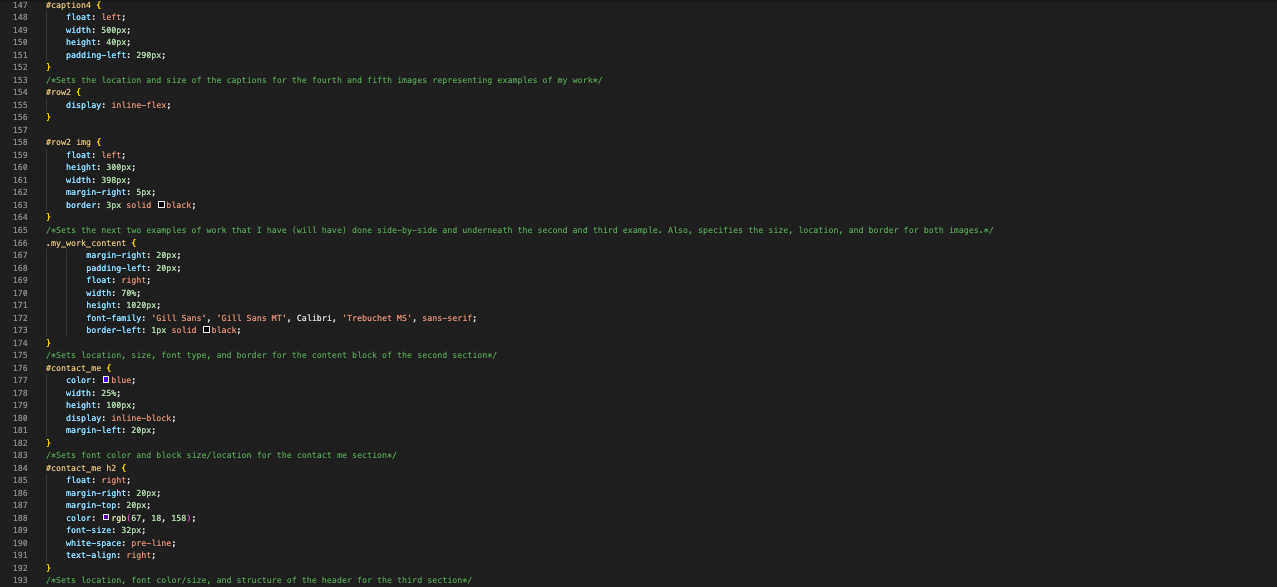 147 #caption4 {
148 float: left;
149 width: 500px;
150 height: 40px;
151 padding-left: 290px;
152 }
153 /*Sets the location and size of the captions for the fourth and fifth images representing examples of my work*/
154 #row2 {
155 display: inline-flex;
156 }
157
158 #row2 img {
159 float: left;
160 height: 300px;
161 width: 398px;
162 margin-right: 5px;
163 border: 3px solid black;
164 }
165 /*Sets the next two examples of work that I have (will have) done side-by-side and underneath the second and third example. Also, specifies the size, location, and border for both images.*/
166 .my_work_content {
167 margin-right: 20px;
168 padding-left: 20px;
169 float: right;
170 width: 70%;
171 height: 1020px;
172 font-family: 'Gill Sans', 'Gill Sans MT', Calibri, 'Trebuchet MS', sans-serif;
173 border-left: 1px solid black;
174 }
175 /*Sets location, size, font type, and border for the content block of the second section*/
176 #contact_me {
177 color: blue;
178 width: 25%;
179 height: 100px;
180 display: inline-block;
181 margin-left: 20px;
182 }
183 /*Sets font color and block size/location for the contact me section*/
184 #contact_me h2 {
185 float: right;
186 margin-right: 20px;
187 margin-top: 20px;
188 color: rgb(67, 18, 158);
189 font-size: 32px;
190 white-space: pre-line;
191 text-align: right;
192 }
193 /*Sets location, font color/size, and structure of the header for the third section*/